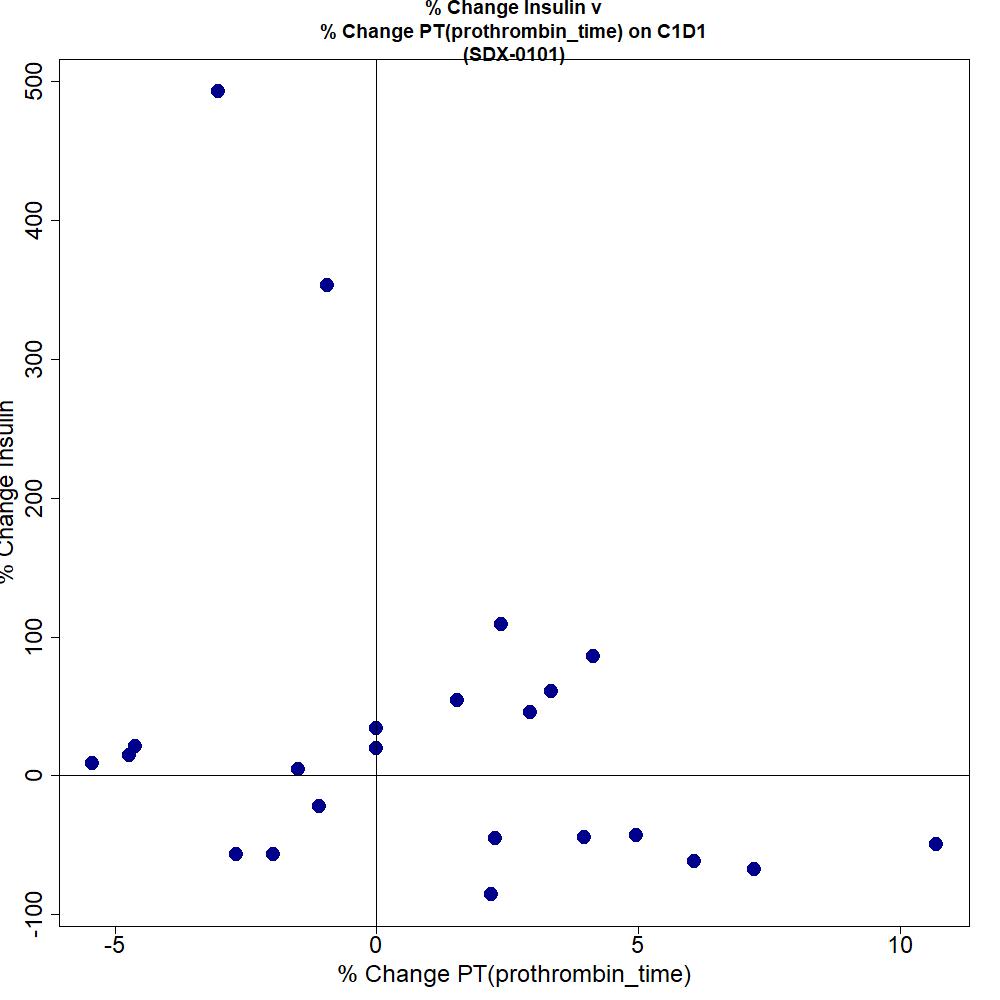 % Change Insulin v
% Change PT(prothrombin_time) on C1D1
(SDX-0101)
500
400
300
200
100
0
-100
% Change Insulin
-5
0
5
10
% Change PT(prothrombin_time)